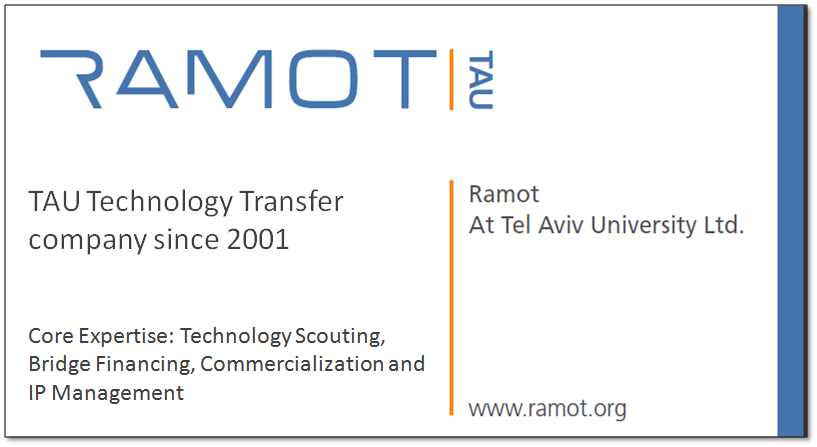 RAMOT TAU
TAU Technology Transfer
company since 2001
Core Expertise: Technology Scouting,
Bridge Financing, Commercialization and
IP Management
Ramot
At Tel Aviv University Ltd.
www.ramot.org